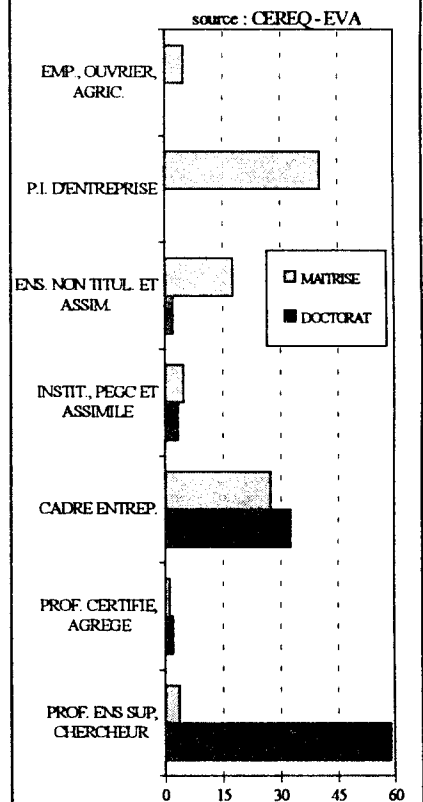 source : CEREQ - EVA
EMP., OUVRIER,
AGRIC.
P.I. D'ENTREPRISE
ENS. NON TITUL. ET
ASSIM.
MAITRISE
DOCTORAT
INSTIT., PEGC ET
ASSIMILE
CADRE ENTREP.
PROF. CERTIFIE,
AGREGE
PROF. ENS SUP,
CHERCHEUR
0 15 30 45 60